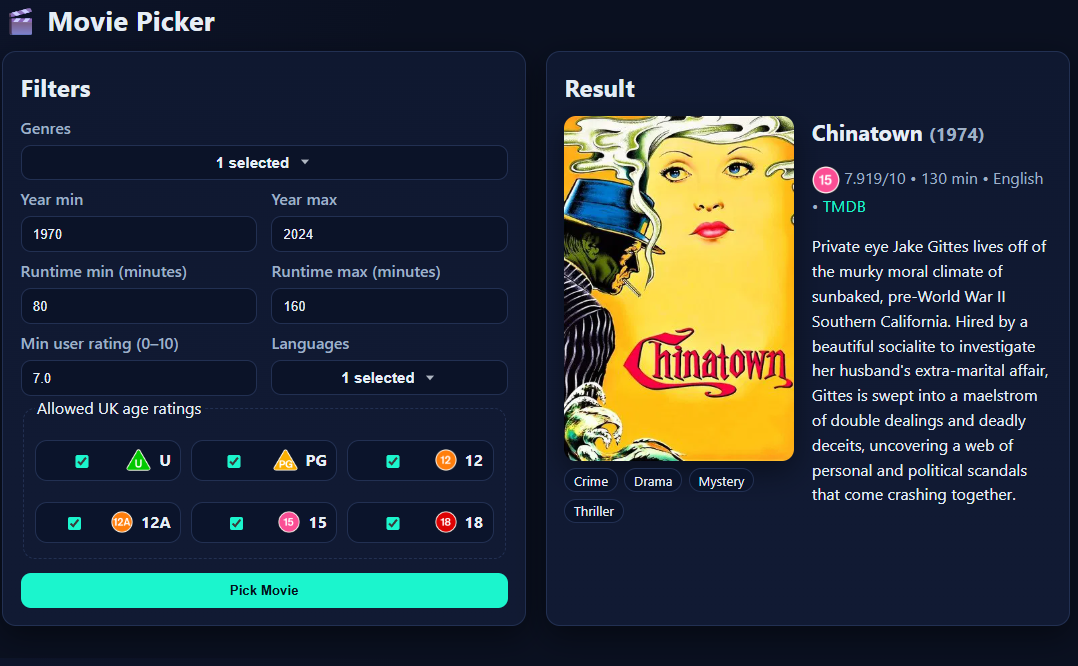 Movie Picker
Filters
Genres
1 selected
Year min
Year max
1970
2024
Runtime min (minutes)
Runtime max (minutes)
80
160
Min user rating (0–10)
Languages
7.0
1 selected
Allowed UK age ratings
U U
PG PG
12 12
12A 12A
15 15
18 18
Pick Movie
Result
Chinatown
Crime
Drama
Mystery
Thriller
Chinatown (1974)
15 7.919/10 • 130 min • English
• TMDB
Private eye Jake Gittes lives off of
the murky moral climate of
sunbaked, pre-World War II
Southern California. Hired by a
beautiful socialite to investigate
her husband's extra-marital affair,
Gittes is swept into a maelstrom
of double dealings and deadly
deceits, uncovering a web of
personal and political scandals
that come crashing together.